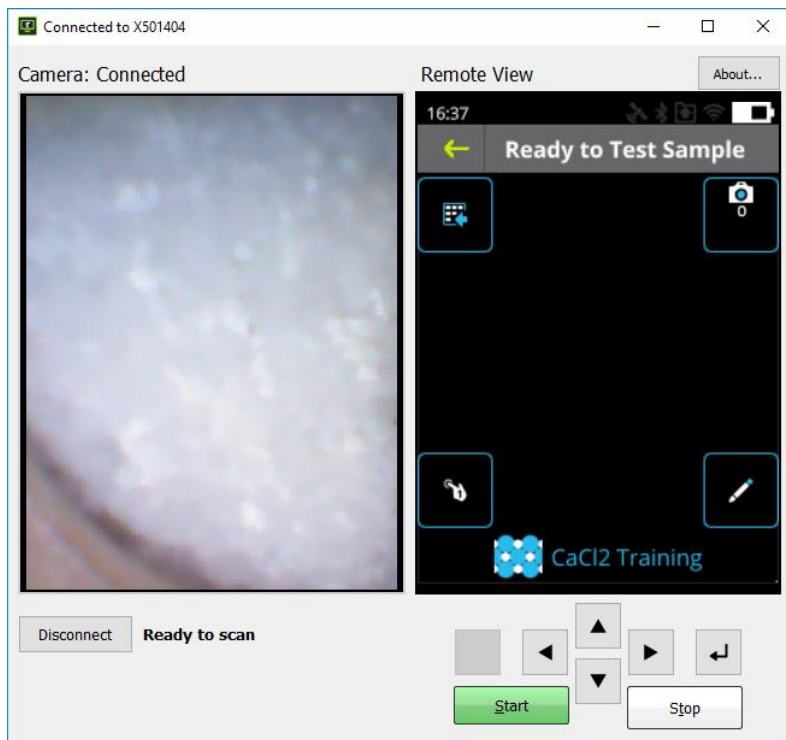 Connected to X501404
Camera: Connected
Remote View
About...
16:37
Ready to Test Sample
0
1
CaCl2 Training
Disconnect
Ready to scan
Start
Stop